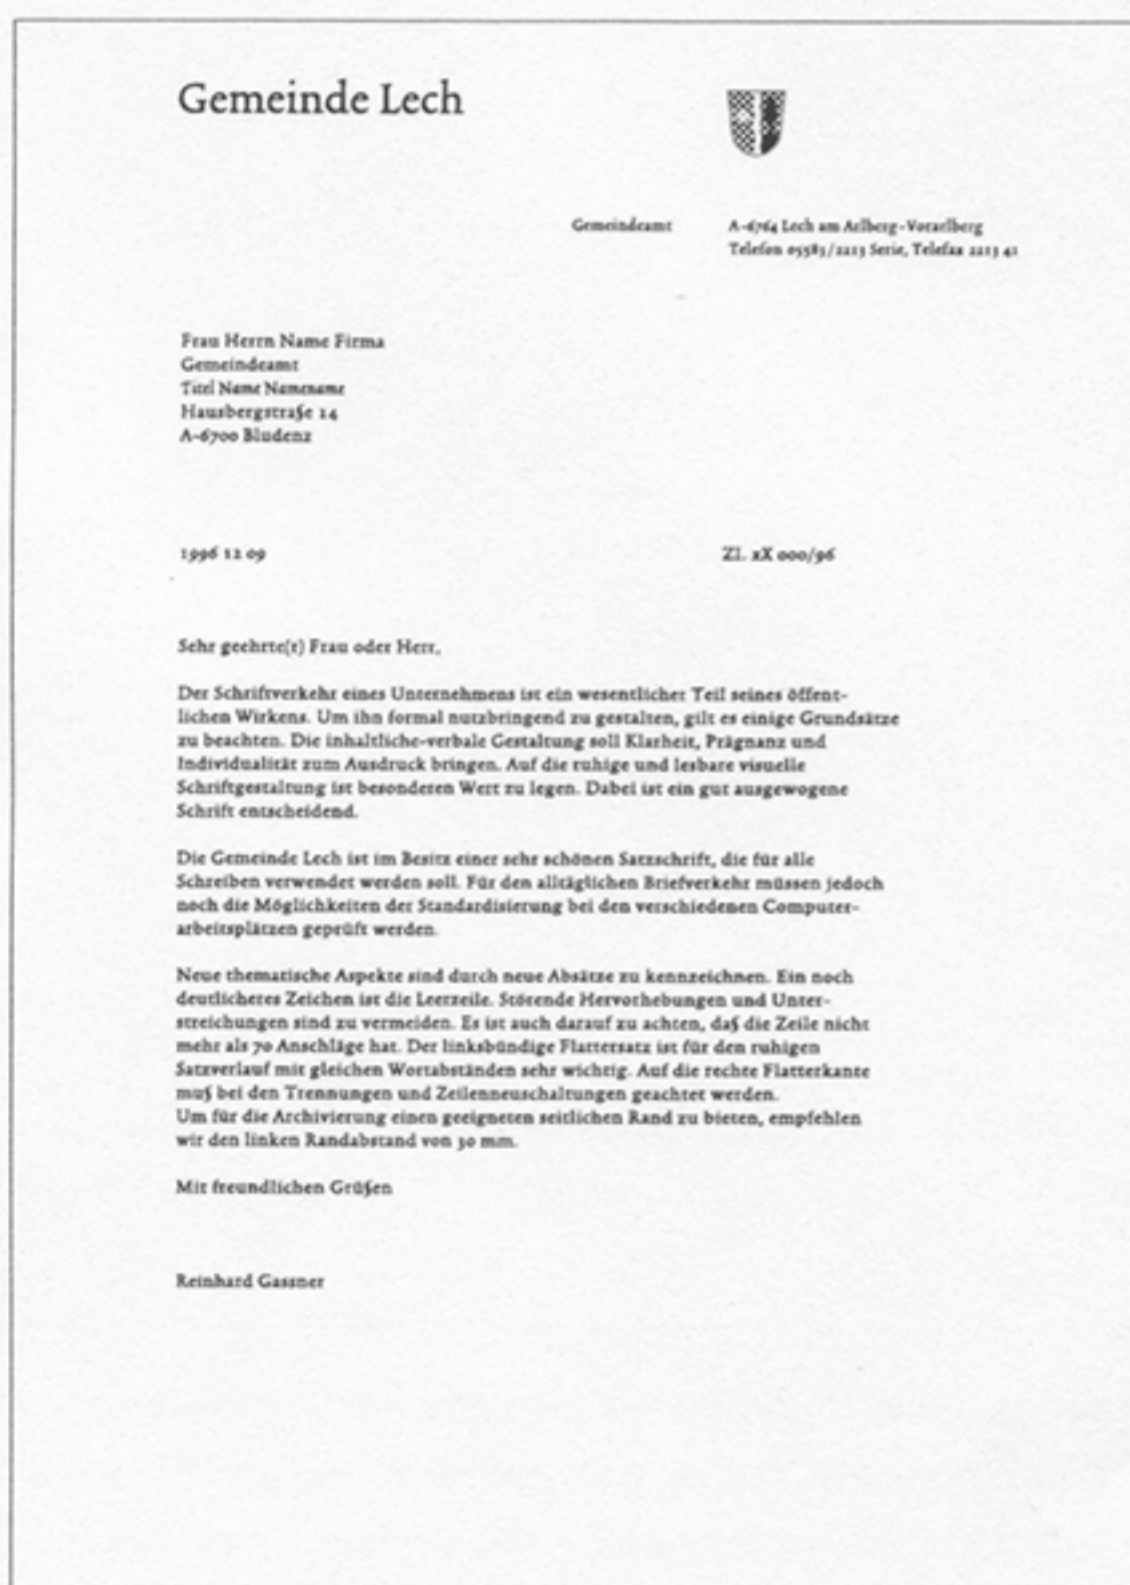 Gemeinde Lech
Gemeindeamt
A-6764 Lech am Arlberg-Vorarlberg
Telefon 05583/2213 Serie, Telefax 2213 41
Frau Herrn Name Firma
Gemeindeamt
Titel Name Namename
Hausbergstraße 14
A-6700 Bludenz
1996 12 09
Zl. xX 000/96
Sehr geehrte(r) Frau oder Herr,
Der Schriftverkehr eines Unternehmens ist ein wesentlicher Teil seines öffent-
lichen Wirkens. Um ihn formal nutzbringend zu gestalten, gilt es einige Grundsätze
zu beachten. Die inhaltliche-verbale Gestaltung soll Klarheit, Prägnanz und
Individualität zum Ausdruck bringen. Auf die ruhige und lesbare visuelle
Schriftgestaltung ist besonderen Wert zu legen. Dabei ist ein gut ausgewogene
Schrift entscheidend.
Die Gemeinde Lech ist im Besitz einer sehr schönen Satzschrift, die für alle
Schreiben verwendet werden soll. Für den alltäglichen Briefverkehr müssen jedoch
noch die Möglichkeiten der Standardisierung bei den verschiedenen Computer-
arbeitsplätzen geprüft werden.
Neue thematische Aspekte sind durch neue Absätze zu kennzeichnen. Ein noch
deutlicheres Zeichen ist die Leerzeile. Störende Hervorhebungen und Unter-
streichungen sind zu vermeiden. Es ist auch darauf zu achten, daß die Zeile nicht
mehr als 70 Anschläge hat. Der linksbündige Flattersatz ist für den ruhigen
Satzverlauf mit gleichen Wortabständen sehr wichtig. Auf die rechte Flatterkante
muß bei den Trennungen und Zeilenneuschaltungen geachtet werden.
Um für die Archivierung einen geeigneten seitlichen Rand zu bieten, empfehlen
wir den linken Randabstand von 30 mm.
Mit freundlichen Grüßen
Reinhard Gassner